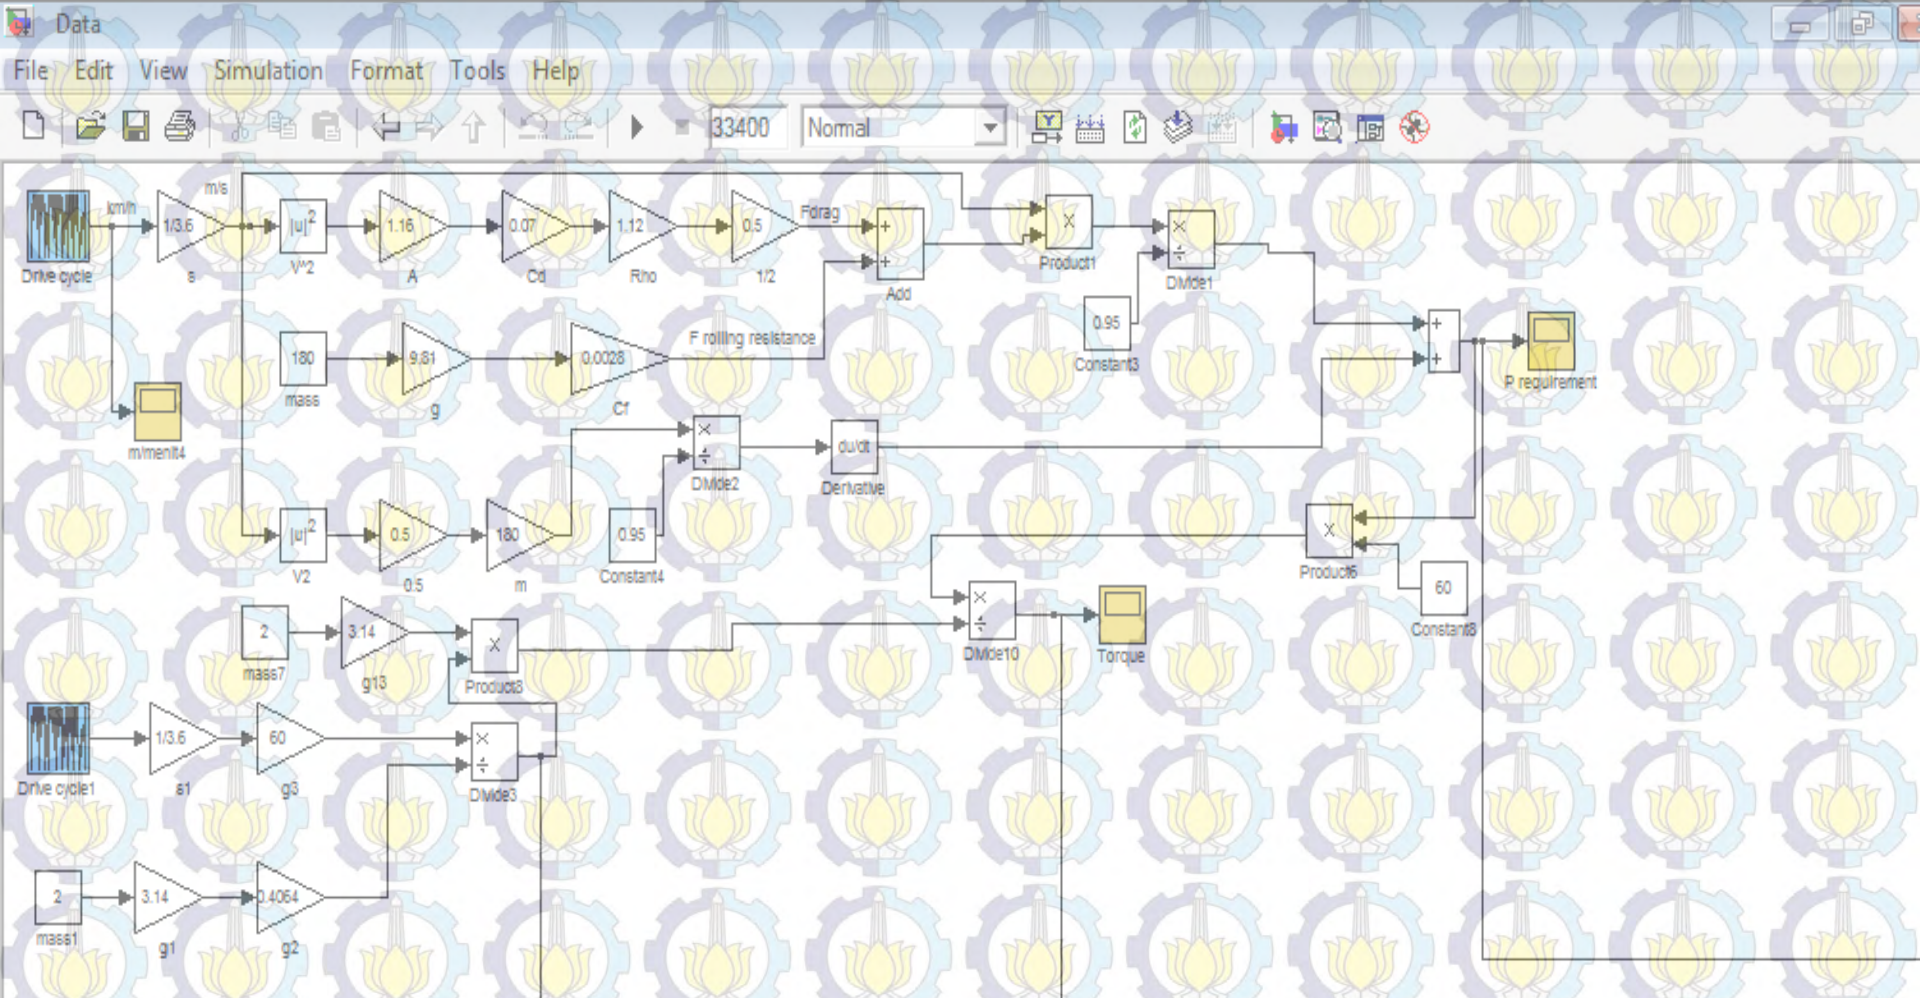 Data
File Edit View Simulation Format Tools Help
33400 Normal
m/s
km/h
1/3.6 |u|2 1.16 0.07 1.12 0.5 Fdrag + + × × ÷
Drive cycle s V^2 A Cd Rho 1/2 Add Product1 Divide1
180 9.81 0.0028 F rolling resistance 0.95 + +
mass g Cf Constant3 P requirement
m/menit4
× ÷ du/dt
Divide2 Derivative
|u|2 0.5 180 0.95 ×
V2 0.5 m Constant4 Product6
60
Constant8
2 3.14 × × ÷
mass7 g13 Product8 Divide10 Torque
1/3.6 60 × ÷
Drive cycle1 s1 g3 Divide3
2 3.14 0.4064
mass1 g1 g2